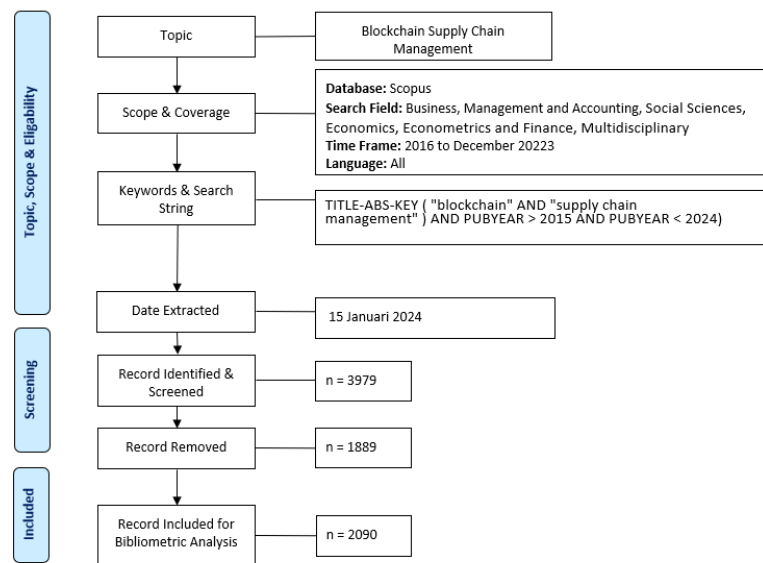 Topic, Scope & Eligability
Topic
Blockchain Supply Chain
Management
Scope & Coverage
Database: Scopus
Search Field: Business, Management and Accounting, Social Sciences,
Economics, Econometrics and Finance, Multidisciplinary
Time Frame: 2016 to December 20223
Language: All
Keywords & Search
String
TITLE-ABS-KEY ( "blockchain" AND "supply chain
management" ) AND PUBYEAR > 2015 AND PUBYEAR < 2024)
Date Extracted
15 Januari 2024
Screening
Record Identified &
Screened
n = 3979
Record Removed
n = 1889
Included
Record Included for
Bibliometric Analysis
n = 2090